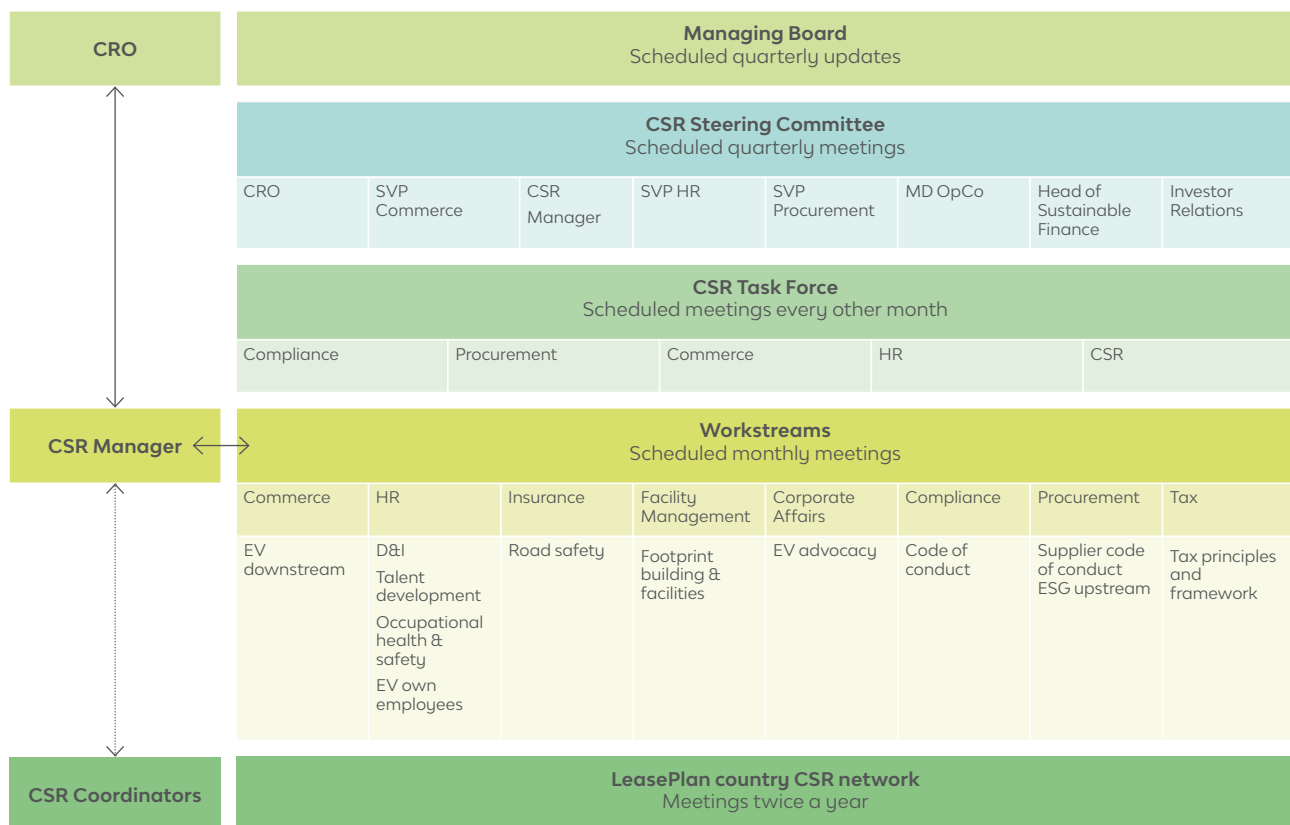 CRO
Managing Board
Scheduled quarterly updates
CSR Steering Committee
Scheduled quarterly meetings
CRO
SVP
Commerce
CSR
Manager
SVP HR
SVP
Procurement
MD OpCo
Head of
Sustainable
Finance
Investor
Relations
CSR Task Force
Scheduled meetings every other month
Compliance
Procurement
Commerce
HR
CSR
CSR Manager
Workstreams
Scheduled monthly meetings
Commerce
HR
Insurance
Facility
Management
Corporate
Affairs
Compliance
Procurement
Tax
EV
downstream
D&I
Talent
development
Occupational
health &
safety
EV own
employees
Road safety
Footprint
building &
facilities
EV advocacy
Code of
conduct
Supplier code
of conduct
ESG upstream
Tax principles
and
framework
CSR Coordinators
LeasePlan country CSR network
Meetings twice a year